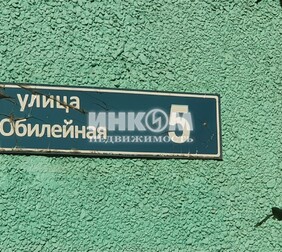 улица
Юбилейная
5
ИНКОМ
НЕДВИЖИМОСТЬ